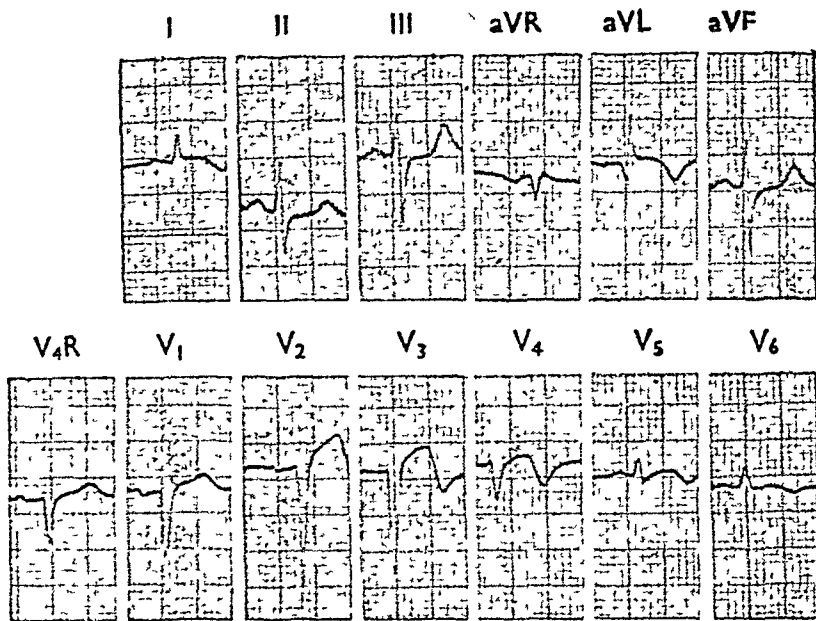 I II III aVR aVL aVF
V₄R V₁ V₂ V₃ V₄ V₅ V₆